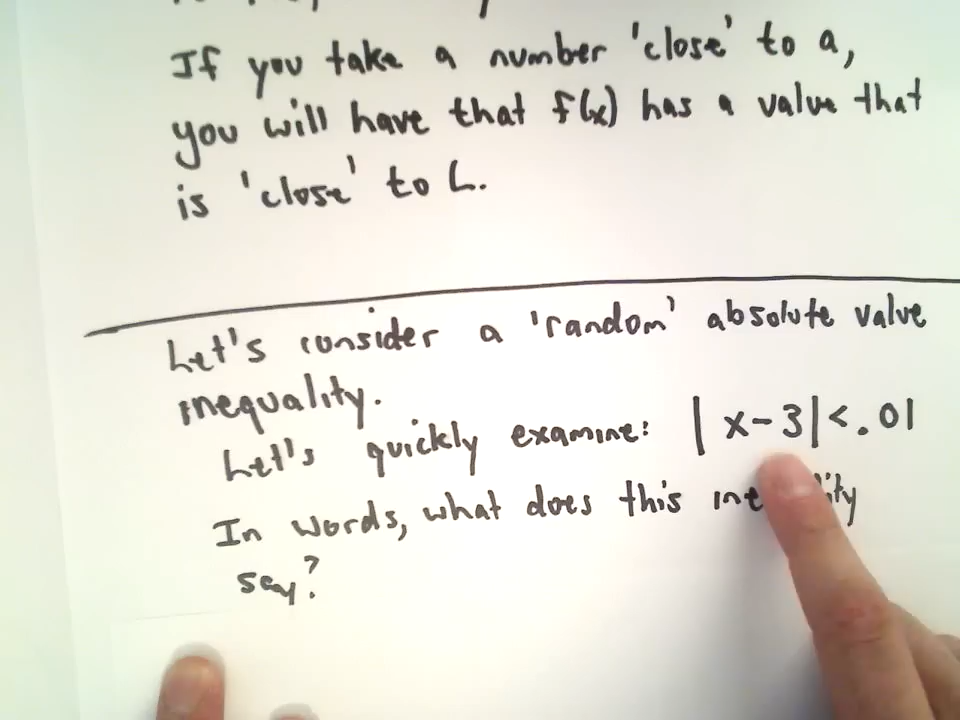 If you take a number 'close' to a,
you will have that f(x) has a value that
is 'close' to L.
Let's consider a 'random' absolute value
inequality.
Let's quickly examine: |x-3|<.01
In words, what does this
say?